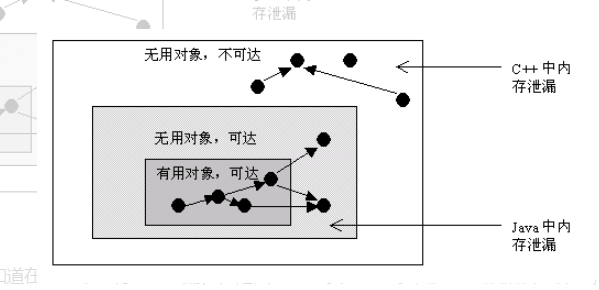 存泄漏
无用对象，不可达
C++ 中内
存泄漏
无用对象，可达
有用对象，可达
Java 中内
存泄漏
知道在